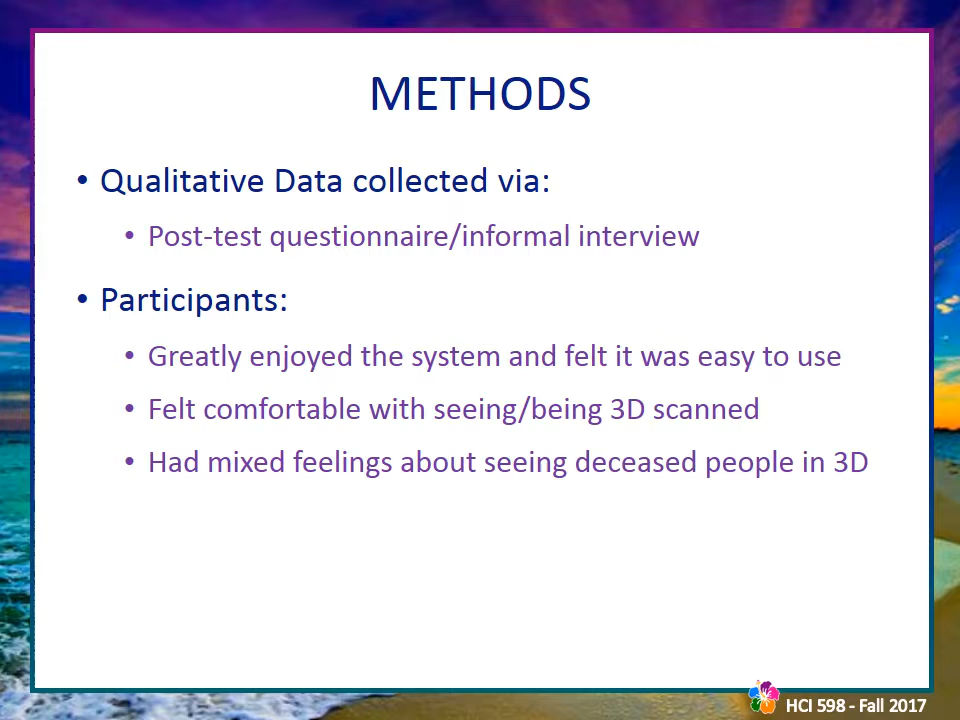 METHODS
• Qualitative Data collected via:
• Post-test questionnaire/informal interview
• Participants:
• Greatly enjoyed the system and felt it was easy to use
• Felt comfortable with seeing/being 3D scanned
• Had mixed feelings about seeing deceased people in 3D
HCI 598 - Fall 2017